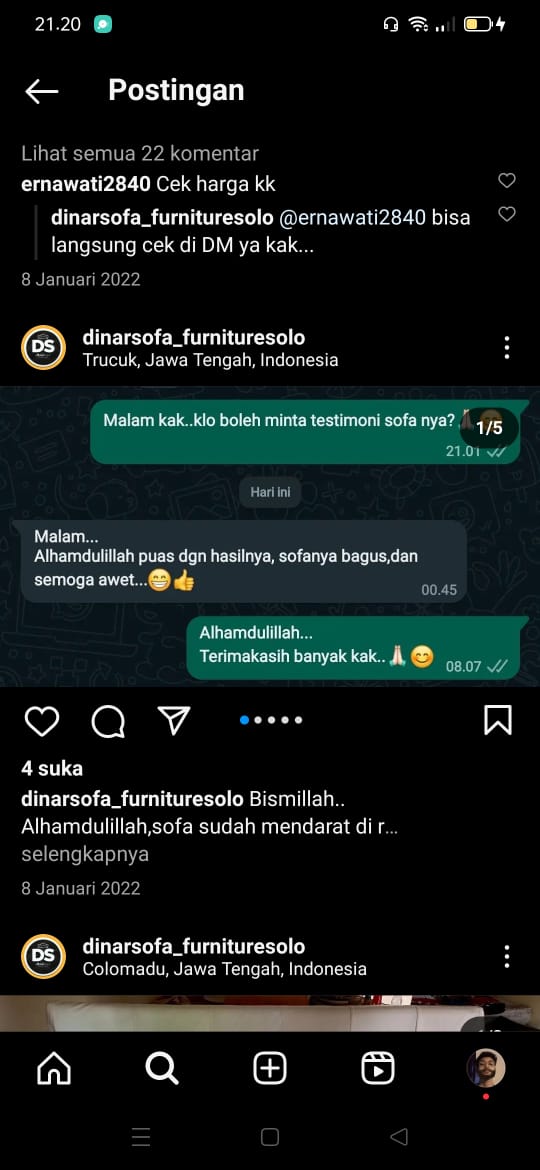 21.20
Postingan
Lihat semua 22 komentar
ernawati2840 Cek harga kk
dinarsofa_furnituresolo @ernawati2840 bisa
langsung cek di DM ya kak...
8 Januari 2022
DS
dinarsofa_furnituresolo
Trucuk, Jawa Tengah, Indonesia
Malam kak..klo boleh minta testimoni sofa nya?🙏🏻
1/5
21.01
Hari ini
Malam...
Alhamdulillah puas dgn hasilnya, sofanya bagus,dan
semoga awet...😁👍
00.45
Alhamdulillah...
Terimakasih banyak kak..🙏🏻😊
08.07
4 suka
dinarsofa_furnituresolo Bismillah..
Alhamdulillah,sofa sudah mendarat di r...
selengkapnya
8 Januari 2022
DS
dinarsofa_furnituresolo
Colomadu, Jawa Tengah, Indonesia